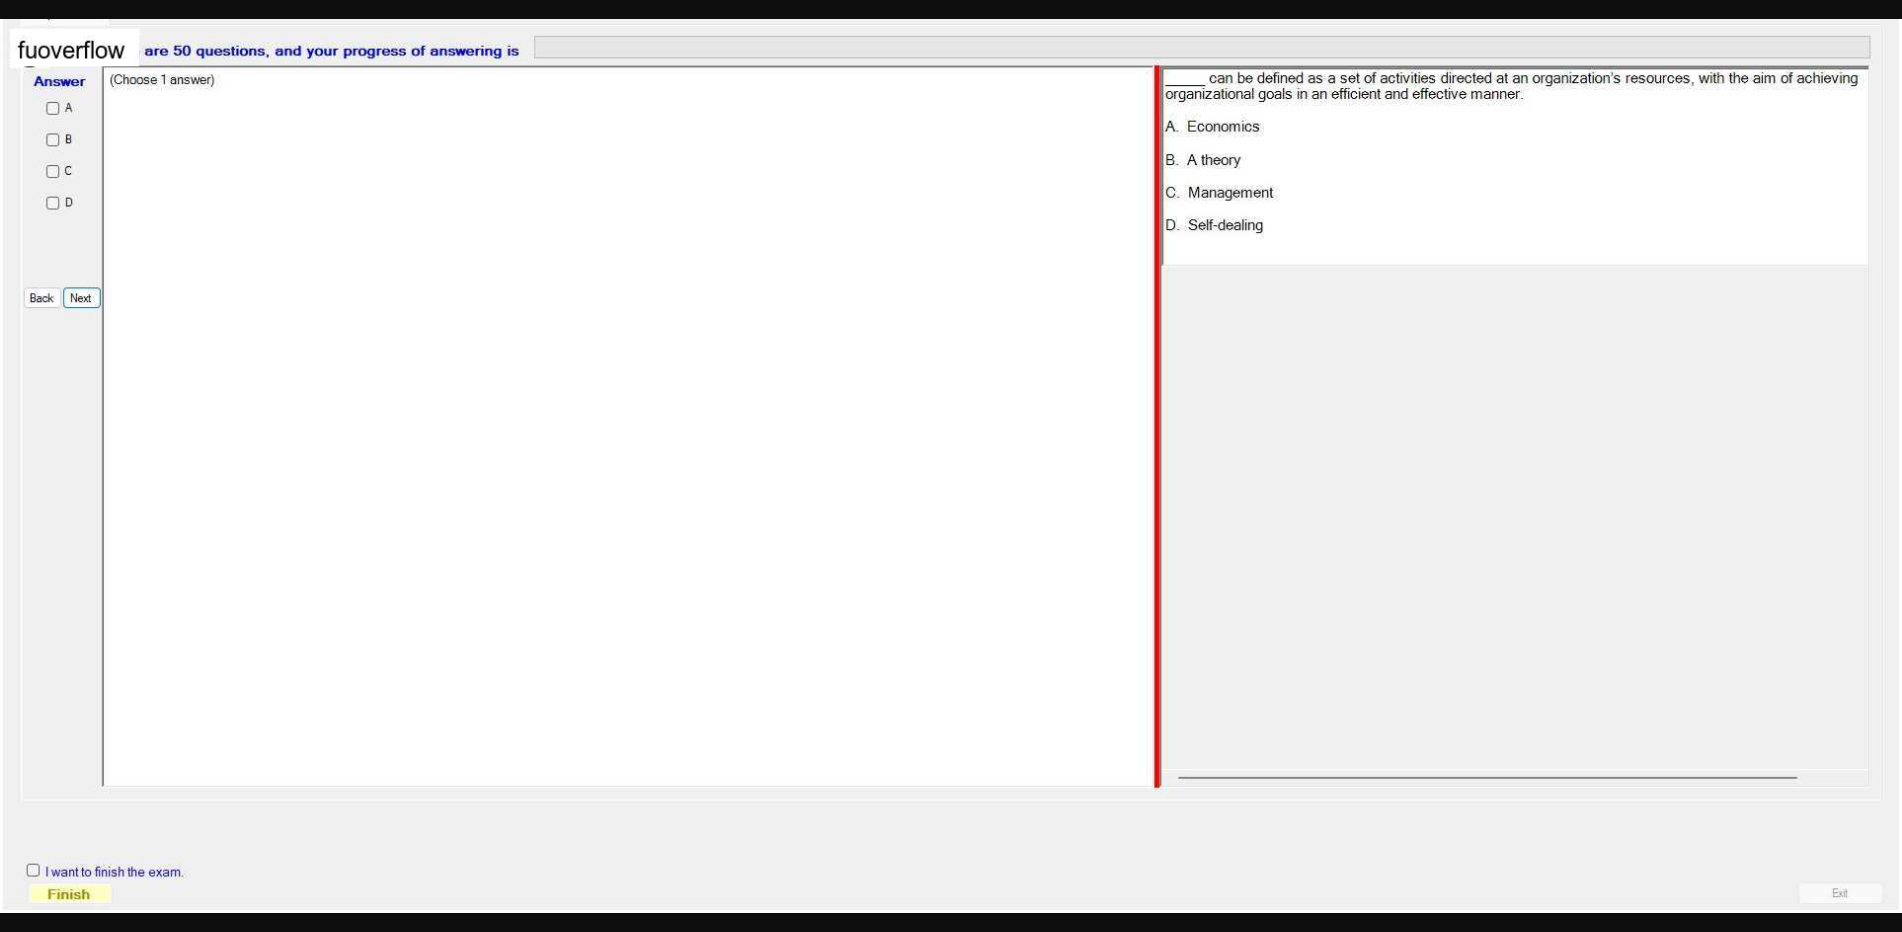 fuoverflow are 50 questions, and your progress of answering is
Answer
A
B
C
D
Back Next
(Choose 1 answer)
_____ can be defined as a set of activities directed at an organization's resources, with the aim of achieving
organizational goals in an efficient and effective manner.
A. Economics
B. A theory
C. Management
D. Self-dealing
I want to finish the exam.
Finish
Exit